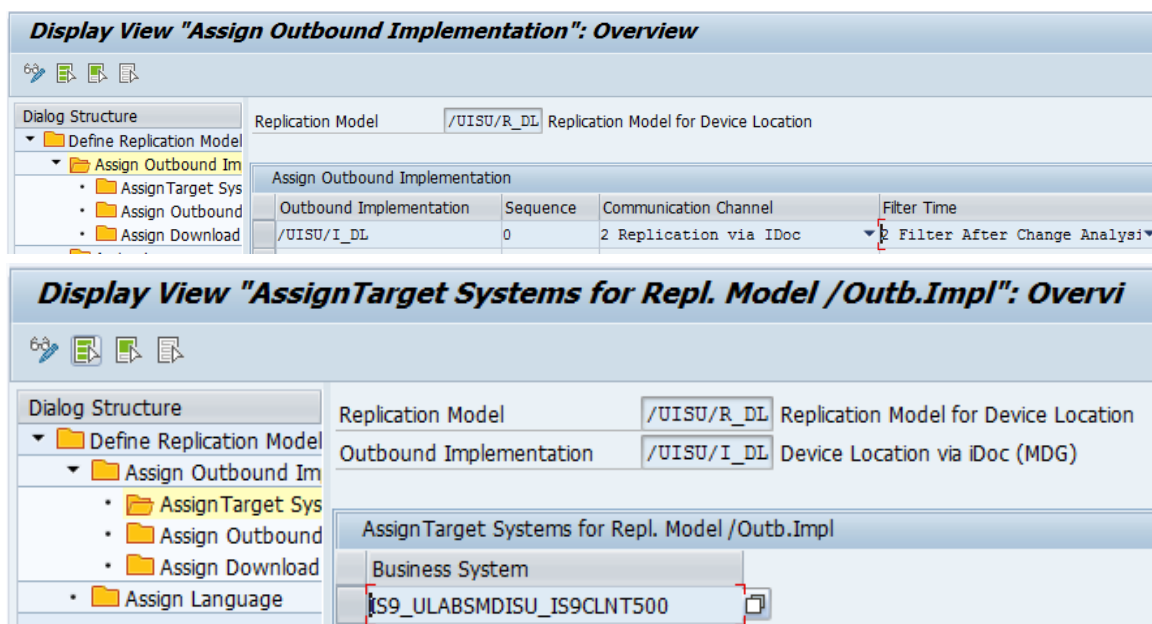 Display View "Assign Outbound Implementation": Overview
Dialog Structure
Replication Model /UISU/R_DL Replication Model for Device Location
Define Replication Model
Assign Outbound Im
AssignTarget Sys
Assign Outbound
Assign Download
Assign Outbound Implementation
Outbound Implementation Sequence Communication Channel Filter Time
/UISU/I_DL 0 2 Replication via IDoc 2 Filter After Change Analysi
Display View "AssignTarget Systems for Repl. Model /Outb.Impl": Overvi
Dialog Structure
Define Replication Model
Assign Outbound Im
AssignTarget Sys
Assign Outbound
Assign Download
Assign Language
Replication Model /UISU/R_DL Replication Model for Device Location
Outbound Implementation /UISU/I_DL Device Location via iDoc (MDG)
AssignTarget Systems for Repl. Model /Outb.Impl
Business System
IS9_ULABSMDISU_IS9CLNT500